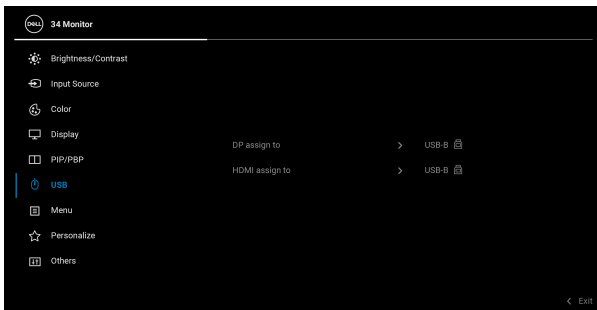 DELL 34 Monitor
Brightness/Contrast
Input Source
Color
Display
DP assign to USB-B
PIP/PBP
HDMI assign to USB-B
USB
Menu
Personalize
Others
Exit